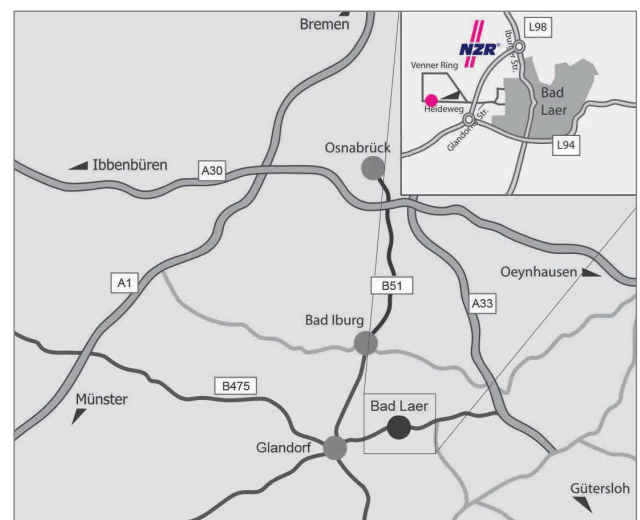 Bremen
L98
Iburger Str.
NZR®
Venner Ring
Bad
Laer
Heideweg
Glandorfer Str.
L94
Osnabrück
Ibbenbüren
A30
Oeynhausen
A1
B51
A33
Bad Iburg
B475
Münster
Bad Laer
Glandorf
Gütersloh